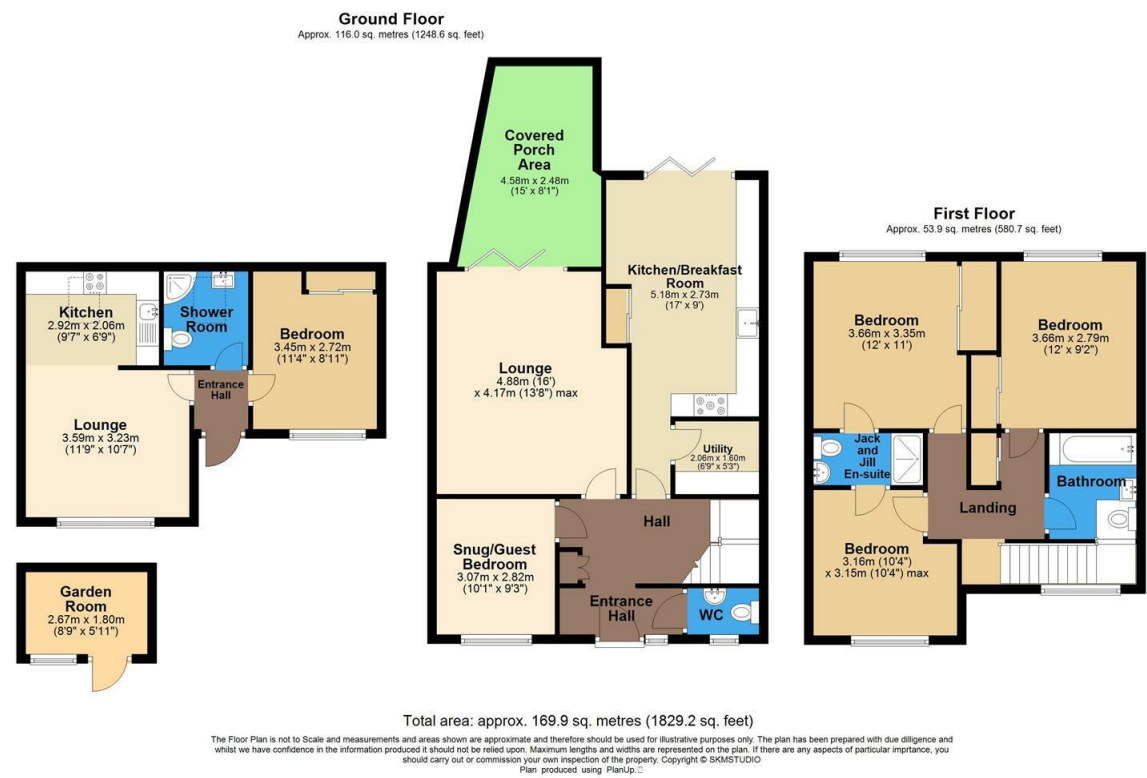 Ground Floor
Approx. 116.0 sq. metres (1248.6 sq. feet)
Covered
Porch
Area
4.58m x 2.48m
(15' x 8'1")
Kitchen/Breakfast
Room
5.18m x 2.73m
(17' x 9')
Kitchen
2.92m x 2.06m
(9'7" x 6'9")
Shower
Room
Bedroom
3.45m x 2.72m
(11'4" x 8'11")
Entrance
Hall
Lounge
3.59m x 3.23m
(11'9" x 10'7")
Lounge
4.88m (16')
x 4.17m (13'8") max
Utility
2.06m x 1.60m
(6'9" x 5'3")
Hall
Snug/Guest
Bedroom
3.07m x 2.82m
(10'1" x 9'3")
Entrance
Hall
WC
Garden
Room
2.67m x 1.80m
(8'9" x 5'11")
First Floor
Approx. 53.9 sq. metres (580.7 sq. feet)
Bedroom
3.66m x 3.35m
(12' x 11')
Bedroom
3.66m x 2.79m
(12' x 9'2")
Jack
and
Jill
En-suite
Bathroom
Landing
Bedroom
3.16m (10'4")
x 3.15m (10'4") max
Total area: approx. 169.9 sq. metres (1829.2 sq. feet)
The Floor Plan is not to Scale and measurements and areas shown are approximate and therefore should be used for illustrative purposes only. The plan has been prepared with due dilligence and
whilst we have confidence in the information produced it should not be relied upon. Maximum lengths and widths are represented on the plan. If there are any aspects of particular imprtance, you
should carry out or commission your own inspection of the property. Copyright © SKMSTUDIO
Plan produced using PlanUp.